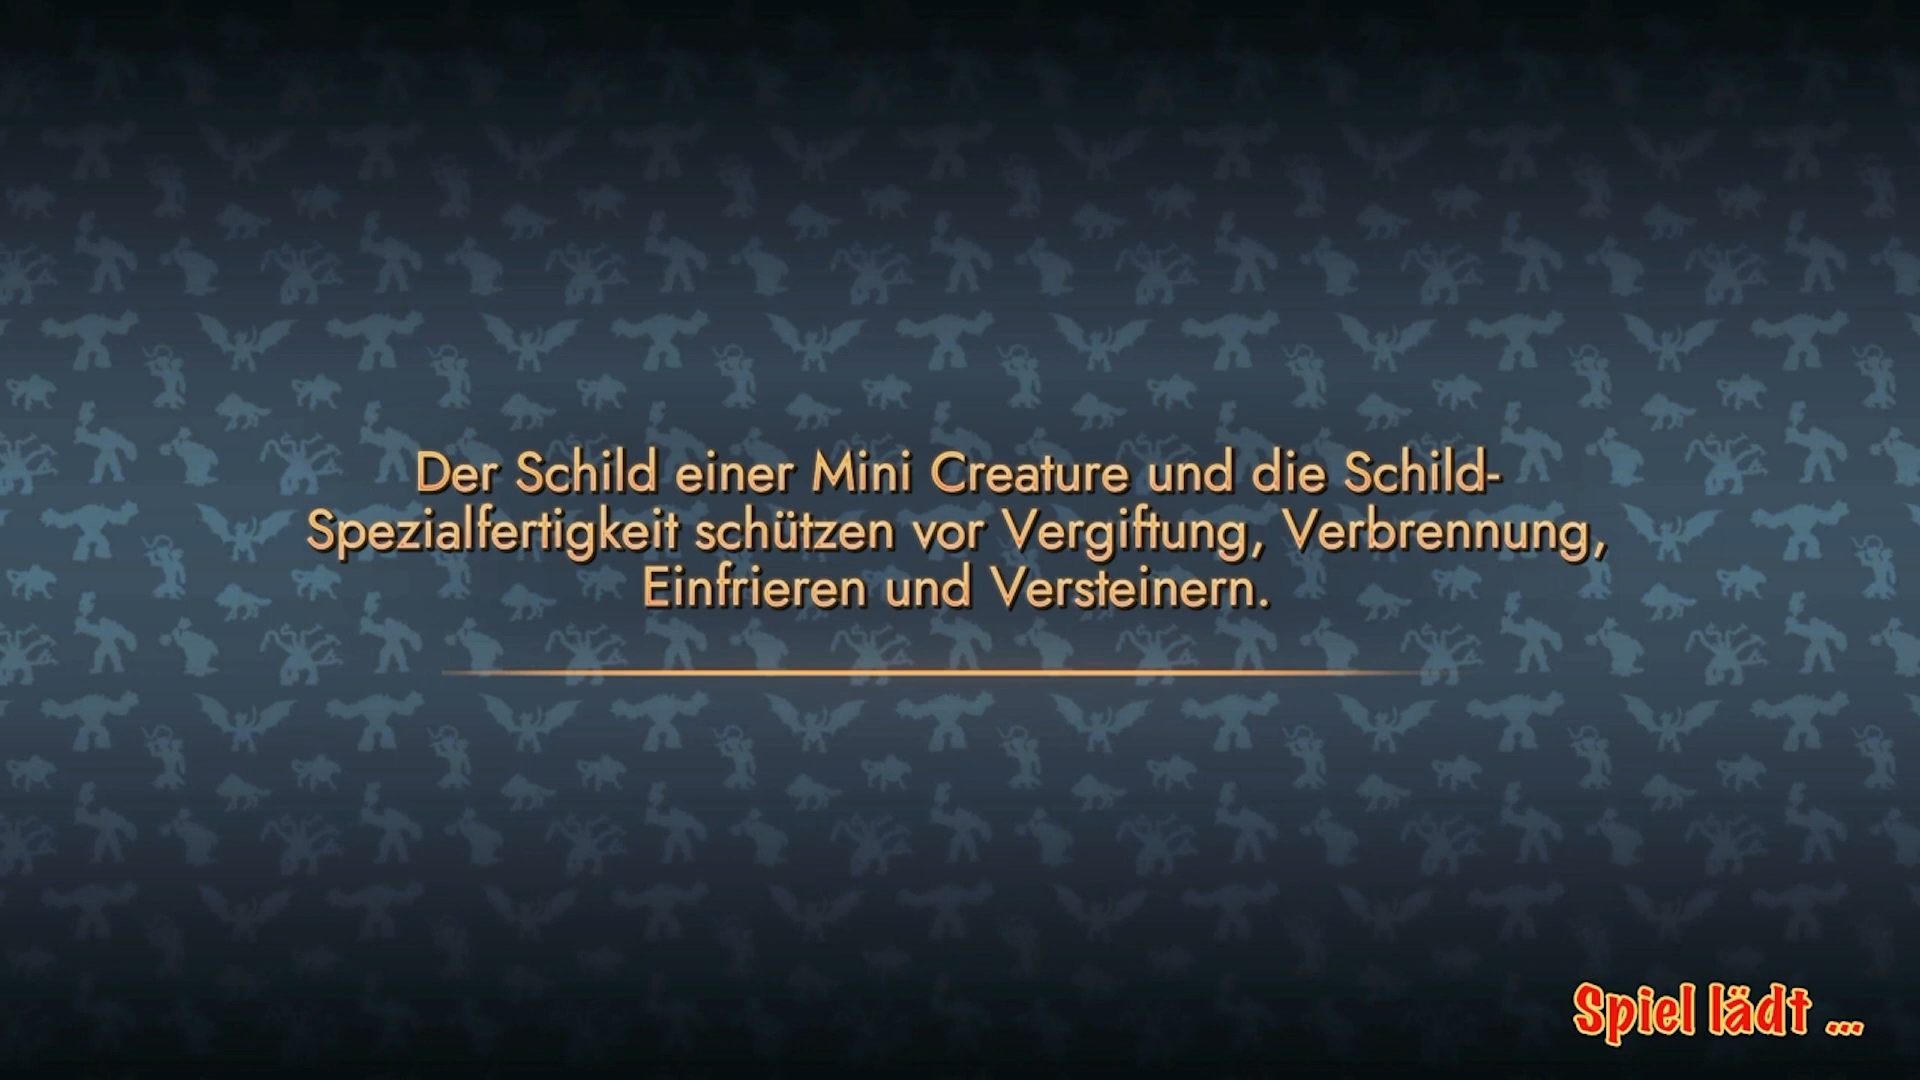 Der Schild einer Mini Creature und die Schild-
Spezialfertigkeit schützen vor Vergiftung, Verbrennung,
Einfrieren und Versteinern.
Spiel lädt ...